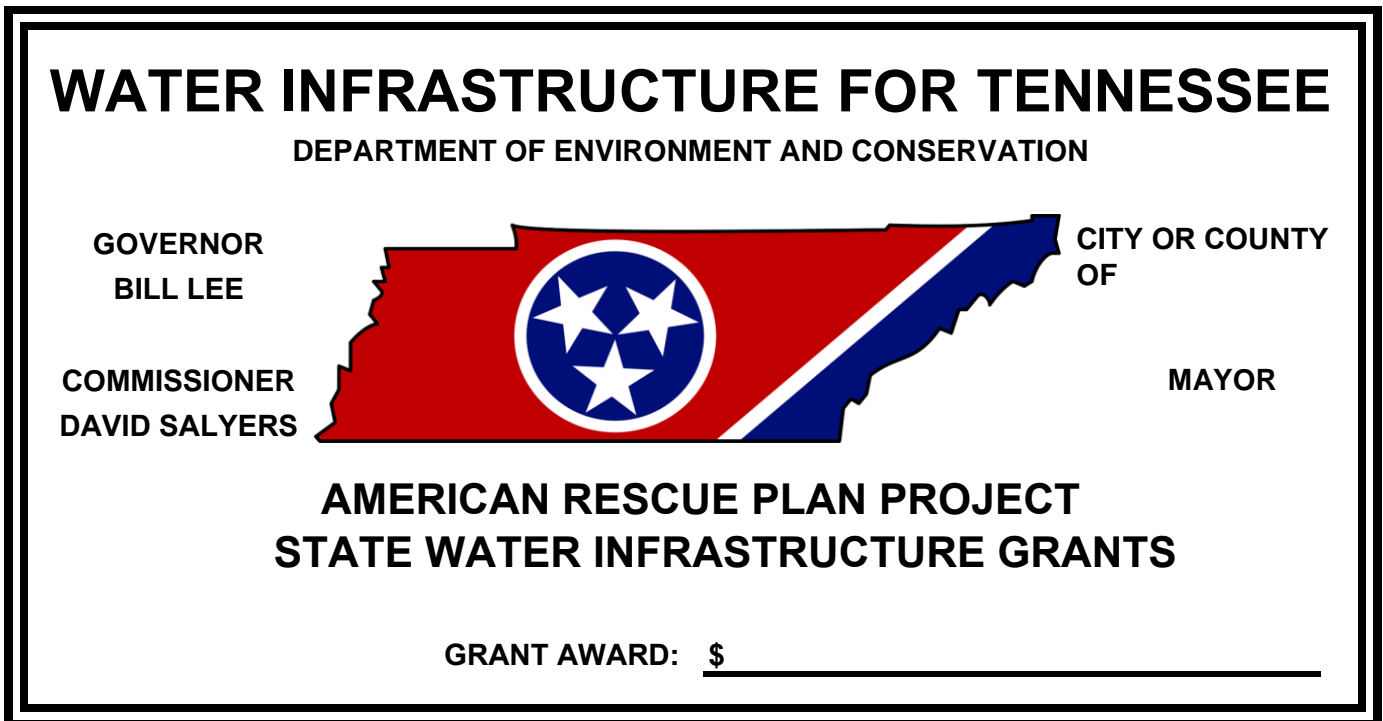 WATER INFRASTRUCTURE FOR TENNESSEE
DEPARTMENT OF ENVIRONMENT AND CONSERVATION
GOVERNOR
BILL LEE
COMMISSIONER
DAVID SALYERS
CITY OR COUNTY
OF
MAYOR
AMERICAN RESCUE PLAN PROJECT
STATE WATER INFRASTRUCTURE GRANTS
GRANT AWARD: $